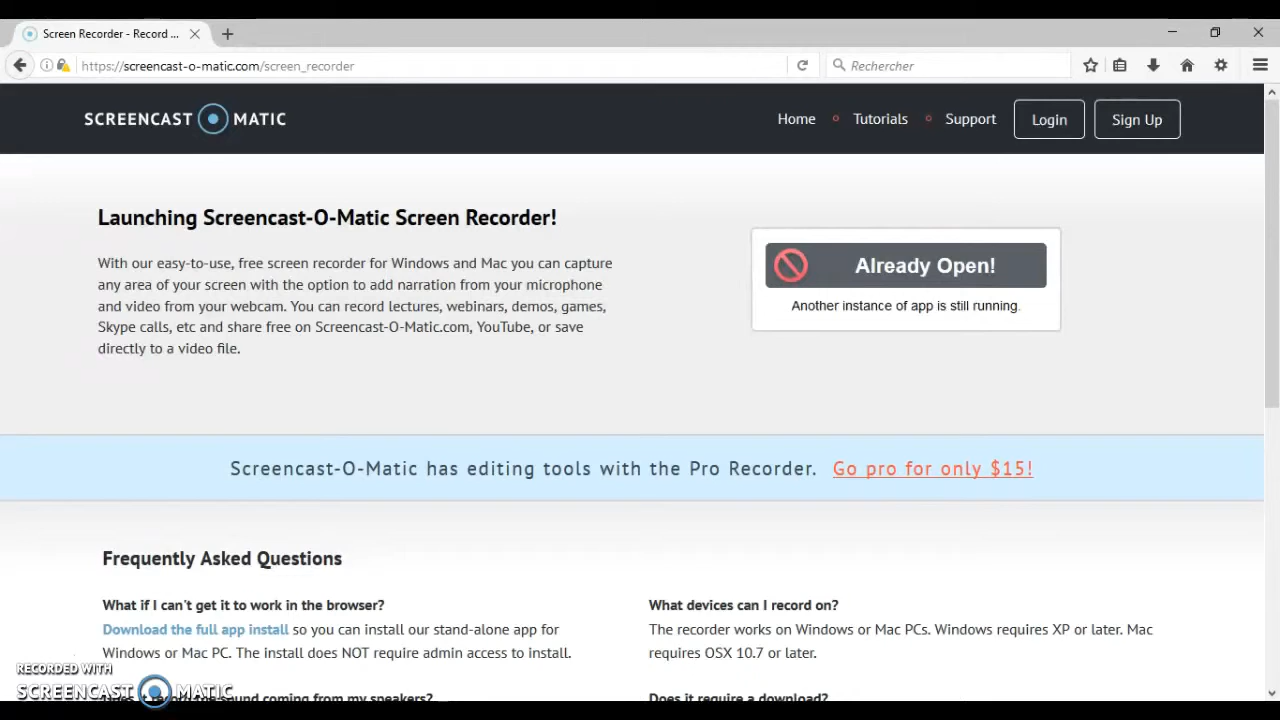 Screen Recorder - Record ...
https://screencast-o-matic.com/screen_recorder
Rechercher
SCREENCAST MATIC
Home
Tutorials
Support
Login
Sign Up
Launching Screencast-O-Matic Screen Recorder!
With our easy-to-use, free screen recorder for Windows and Mac you can capture
any area of your screen with the option to add narration from your microphone
and video from your webcam. You can record lectures, webinars, demos, games,
Skype calls, etc and share free on Screencast-O-Matic.com, YouTube, or save
directly to a video file.
Already Open!
Another instance of app is still running.
Screencast-O-Matic has editing tools with the Pro Recorder. Go pro for only $15!
Frequently Asked Questions
What if I can't get it to work in the browser?
Download the full app install so you can install our stand-alone app for
Windows or Mac PC. The install does NOT require admin access to install.
What devices can I record on?
The recorder works on Windows or Mac PCs. Windows requires XP or later. Mac
requires OSX 10.7 or later.
RECORDED WITH
SCREENCAST MATIC
record the sound coming from my speakers?
Does it require a download?